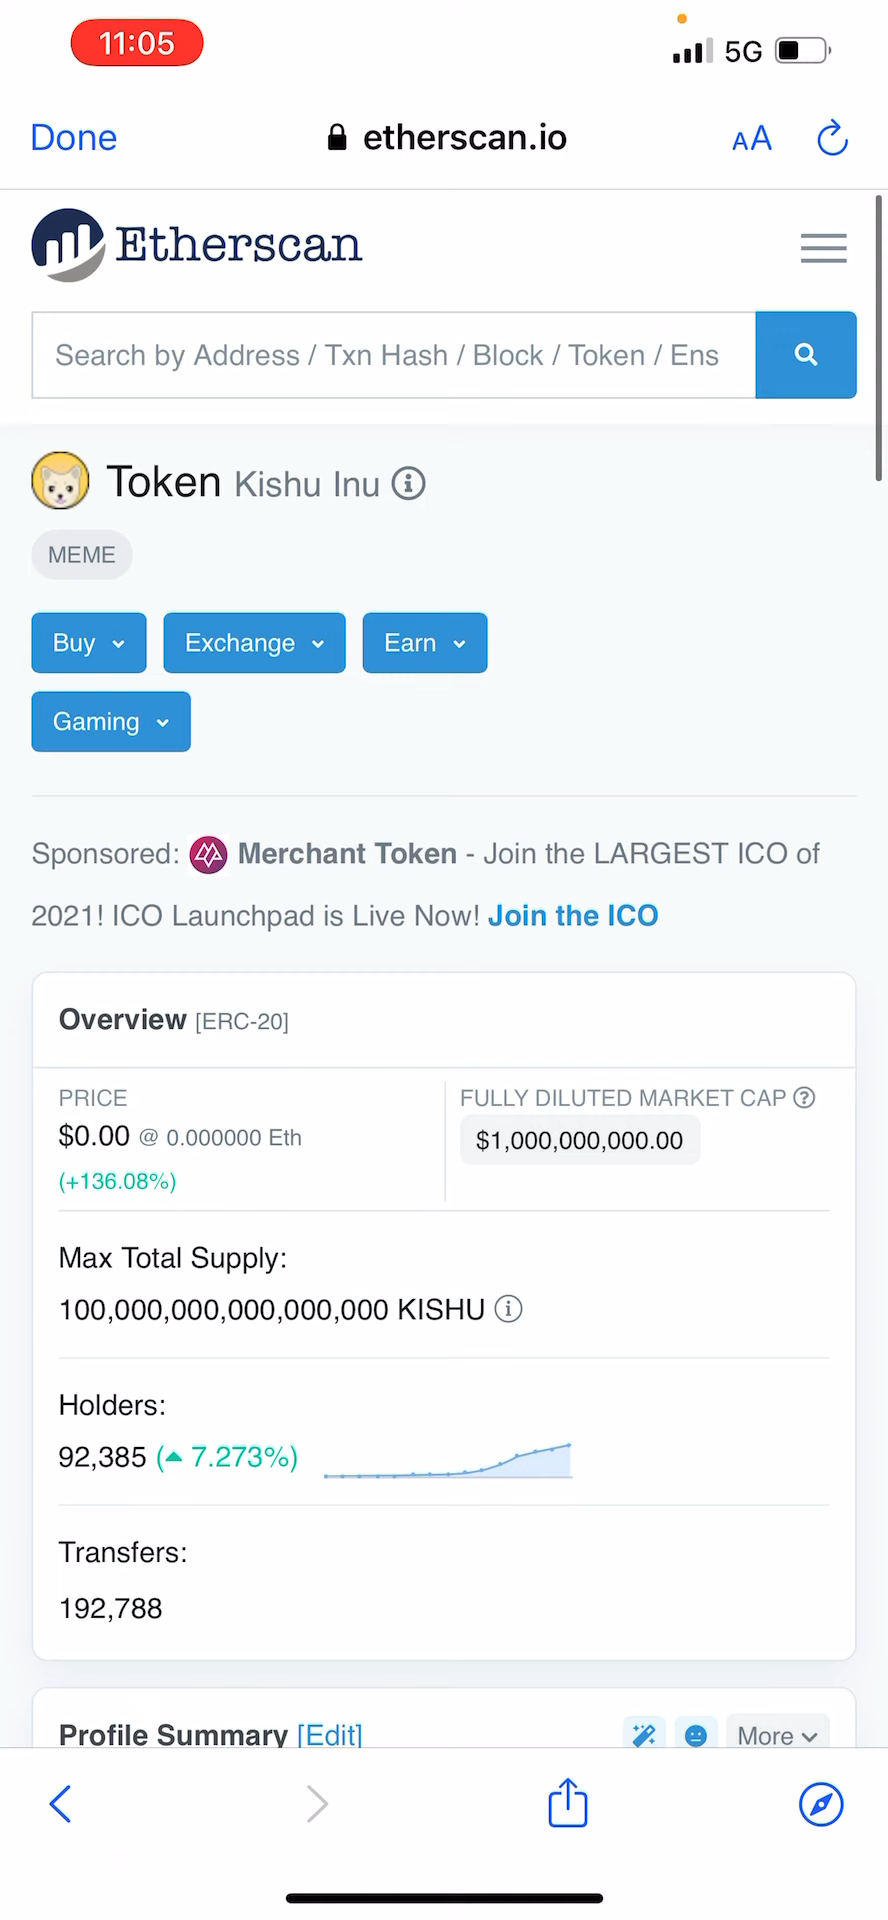 11:05
5G
Done
etherscan.io
AA
Etherscan
Search by Address / Txn Hash / Block / Token / Ens
Token Kishu Inu
MEME
Buy
Exchange
Earn
Gaming
Sponsored: Merchant Token - Join the LARGEST ICO of
2021! ICO Launchpad is Live Now! Join the ICO
Overview [ERC-20]
PRICE
$0.00 @ 0.000000 Eth
(+136.08%)
FULLY DILUTED MARKET CAP
$1,000,000,000.00
Max Total Supply:
100,000,000,000,000,000 KISHU
Holders:
92,385 (7.273%)
Transfers:
192,788
Profile Summary [Edit]
More